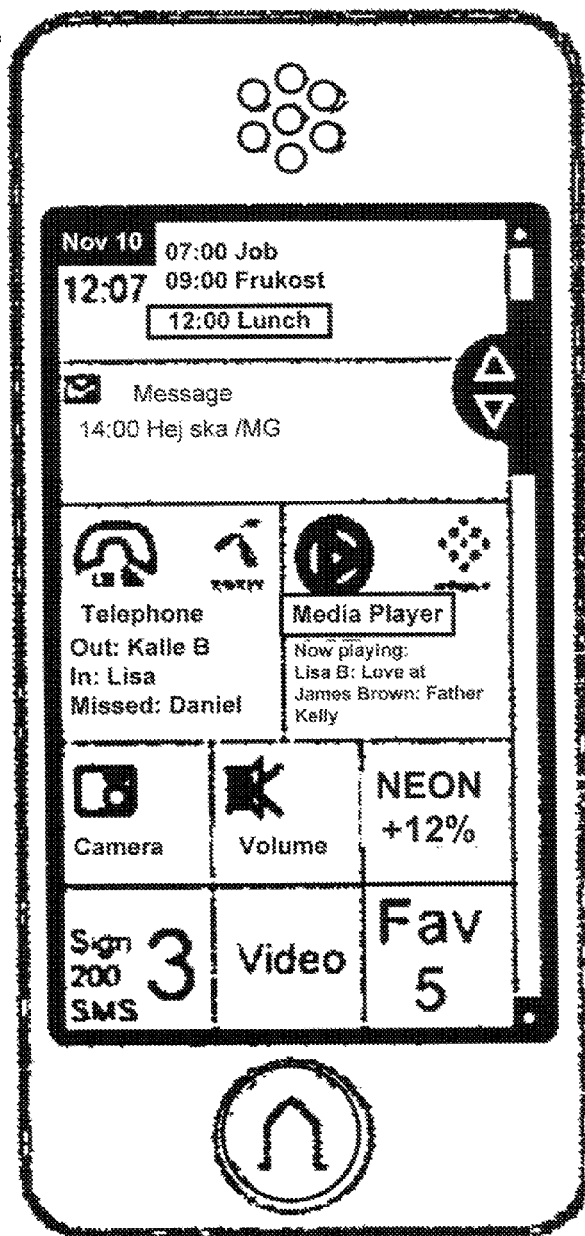 Nov 10
12:07
07:00 Job
09:00 Frukost
12:00 Lunch
Message
14:00 Hej ska /MG
Telephone
Out: Kalle B
In: Lisa
Missed: Daniel
Media Player
Now playing:
Lisa B: Love at
James Brown: Father
Kelly
Camera
Volume
NEON
+12%
Sign
200
SMS
3
Video
Fav
5